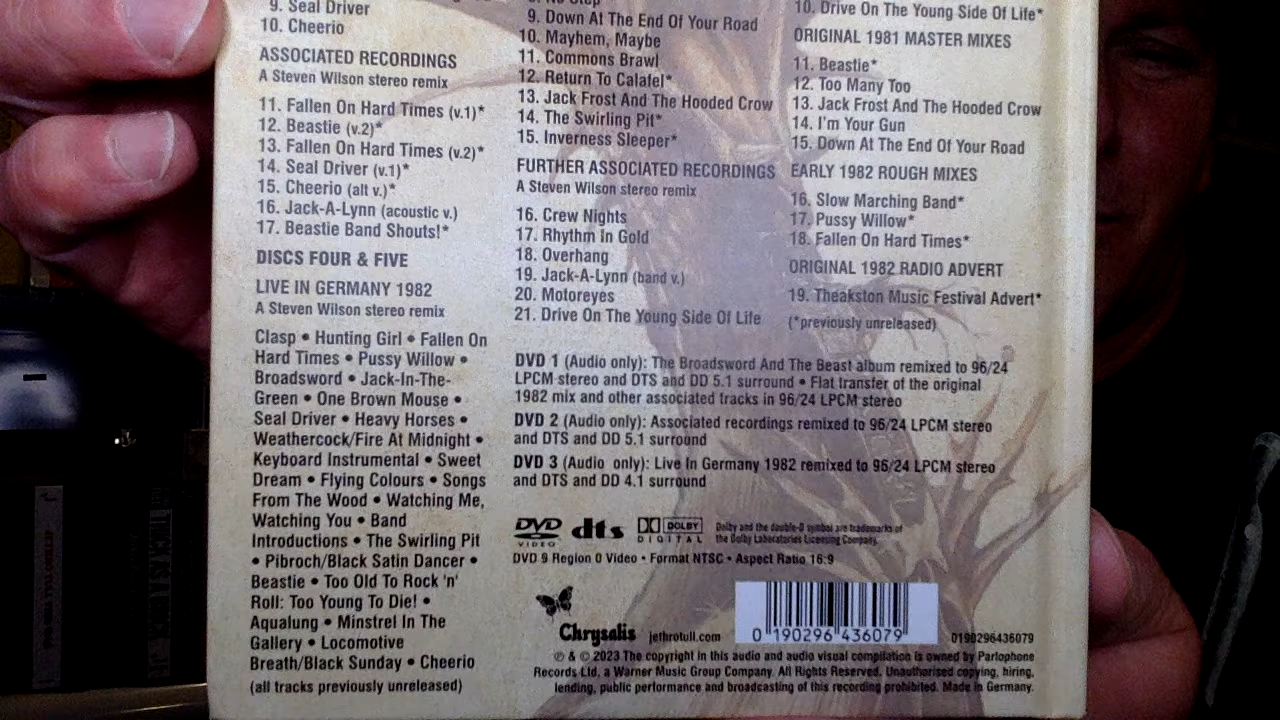 9. Seal Driver
10. Cheerio
ASSOCIATED RECORDINGS
A Steven Wilson stereo remix
11. Fallen On Hard Times (v.1)*
12. Beastie (v.2)*
13. Fallen On Hard Times (v.2)*
14. Seal Driver (v.1)*
15. Cheerio (alt v.)*
16. Jack-A-Lynn (acoustic v.)
17. Beastie Band Shouts!*
DISCS FOUR & FIVE
LIVE IN GERMANY 1982
A Steven Wilson stereo remix
Clasp • Hunting Girl • Fallen On
Hard Times • Pussy Willow •
Broadsword • Jack-In-The-
Green • One Brown Mouse •
Seal Driver • Heavy Horses •
Weathercock/Fire At Midnight •
Keyboard Instrumental • Sweet
Dream • Flying Colours • Songs
From The Wood • Watching Me,
Watching You • Band
Introductions • The Swirling Pit
• Pibroch/Black Satin Dancer •
Beastie • Too Old To Rock 'n'
Roll: Too Young To Die! •
Aqualung • Minstrel In The
Gallery • Locomotive
Breath/Black Sunday • Cheerio
(all tracks previously unreleased)
8. No Step
9. Down At The End Of Your Road
10. Mayhem, Maybe
11. Commons Brawl
12. Return To Calafel*
13. Jack Frost And The Hooded Crow
14. The Swirling Pit*
15. Inverness Sleeper*
FURTHER ASSOCIATED RECORDINGS
A Steven Wilson stereo remix
16. Crew Nights
17. Rhythm In Gold
18. Overhang
19. Jack-A-Lynn (band v.)
20. Motoreyes
21. Drive On The Young Side Of Life
10. Drive On The Young Side Of Life*
ORIGINAL 1981 MASTER MIXES
11. Beastie*
12. Too Many Too
13. Jack Frost And The Hooded Crow
14. I'm Your Gun
15. Down At The End Of Your Road
EARLY 1982 ROUGH MIXES
16. Slow Marching Band*
17. Pussy Willow*
18. Fallen On Hard Times*
ORIGINAL 1982 RADIO ADVERT
19. Theakston Music Festival Advert*
(*previously unreleased)
DVD 1 (Audio only): The Broadsword And The Beast album remixed to 96/24
LPCM stereo and DTS and DD 5.1 surround • Flat transfer of the original
1982 mix and other associated tracks in 96/24 LPCM stereo
DVD 2 (Audio only): Associated recordings remixed to 96/24 LPCM stereo
and DTS and DD 5.1 surround
DVD 3 (Audio only): Live In Germany 1982 remixed to 96/24 LPCM stereo
and DTS and DD 4.1 surround
DVD VIDEO dts DOLBY DIGITAL
Dolby and the double-D symbol are trademarks of
the Dolby Laboratories Licensing Company.
DVD 9 Region 0 Video • Format NTSC • Aspect Ratio 16:9
Chrysalis jethrotull.com
0 190296 436079
0190296436079
℗ & © 2023 The copyright in this audio and audio visual compilation is owned by Parlophone
Records Ltd, a Warner Music Group Company. All Rights Reserved. Unauthorised copying, hiring,
lending, public performance and broadcasting of this recording prohibited. Made in Germany.